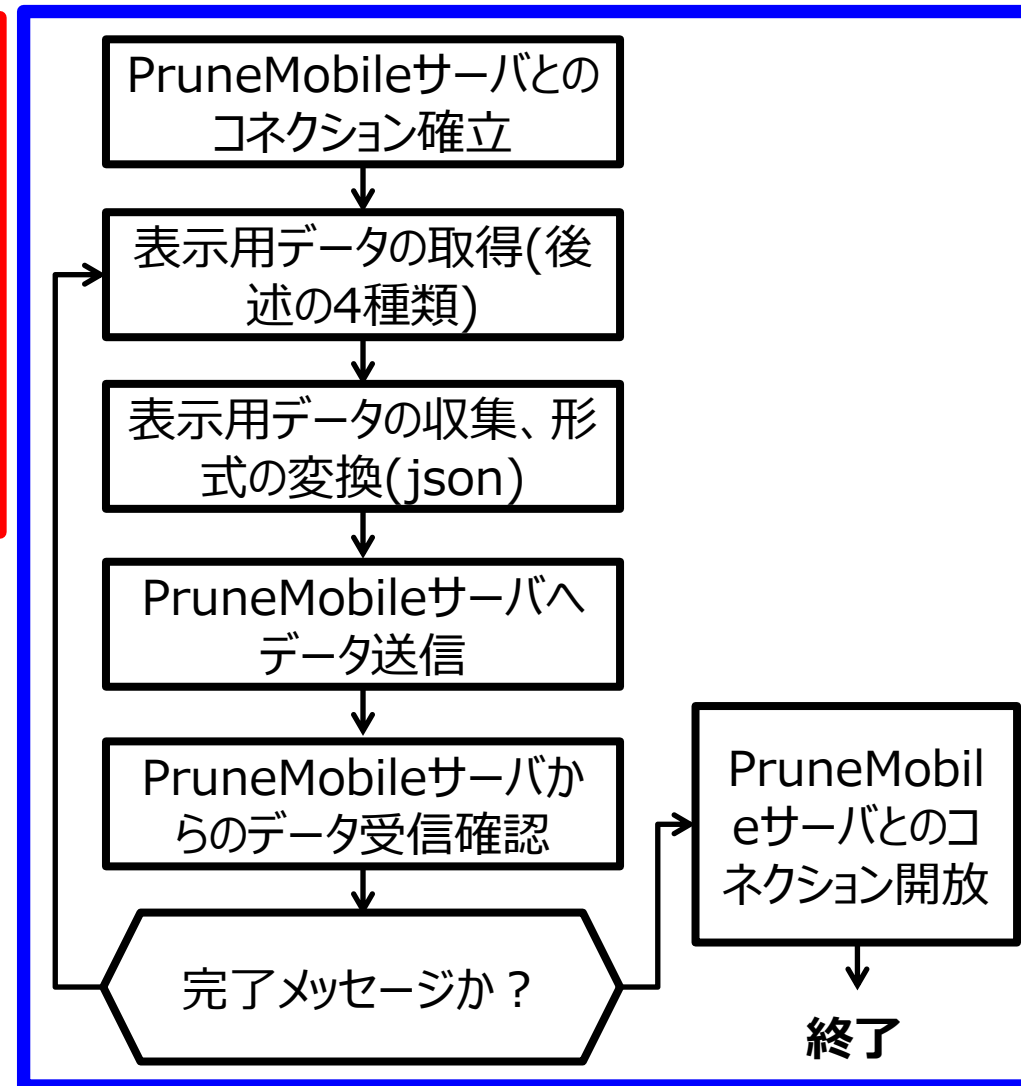 PruneMobileサーバとの
コネクション確立
表示用データの取得(後
述の4種類)
表示用データの収集、形
式の変換(json)
PruneMobileサーバへ
データ送信
PruneMobileサーバか
らのデータ受信確認
完了メッセージか？
PruneMobil
eサーバとのコ
ネクション開放
終了